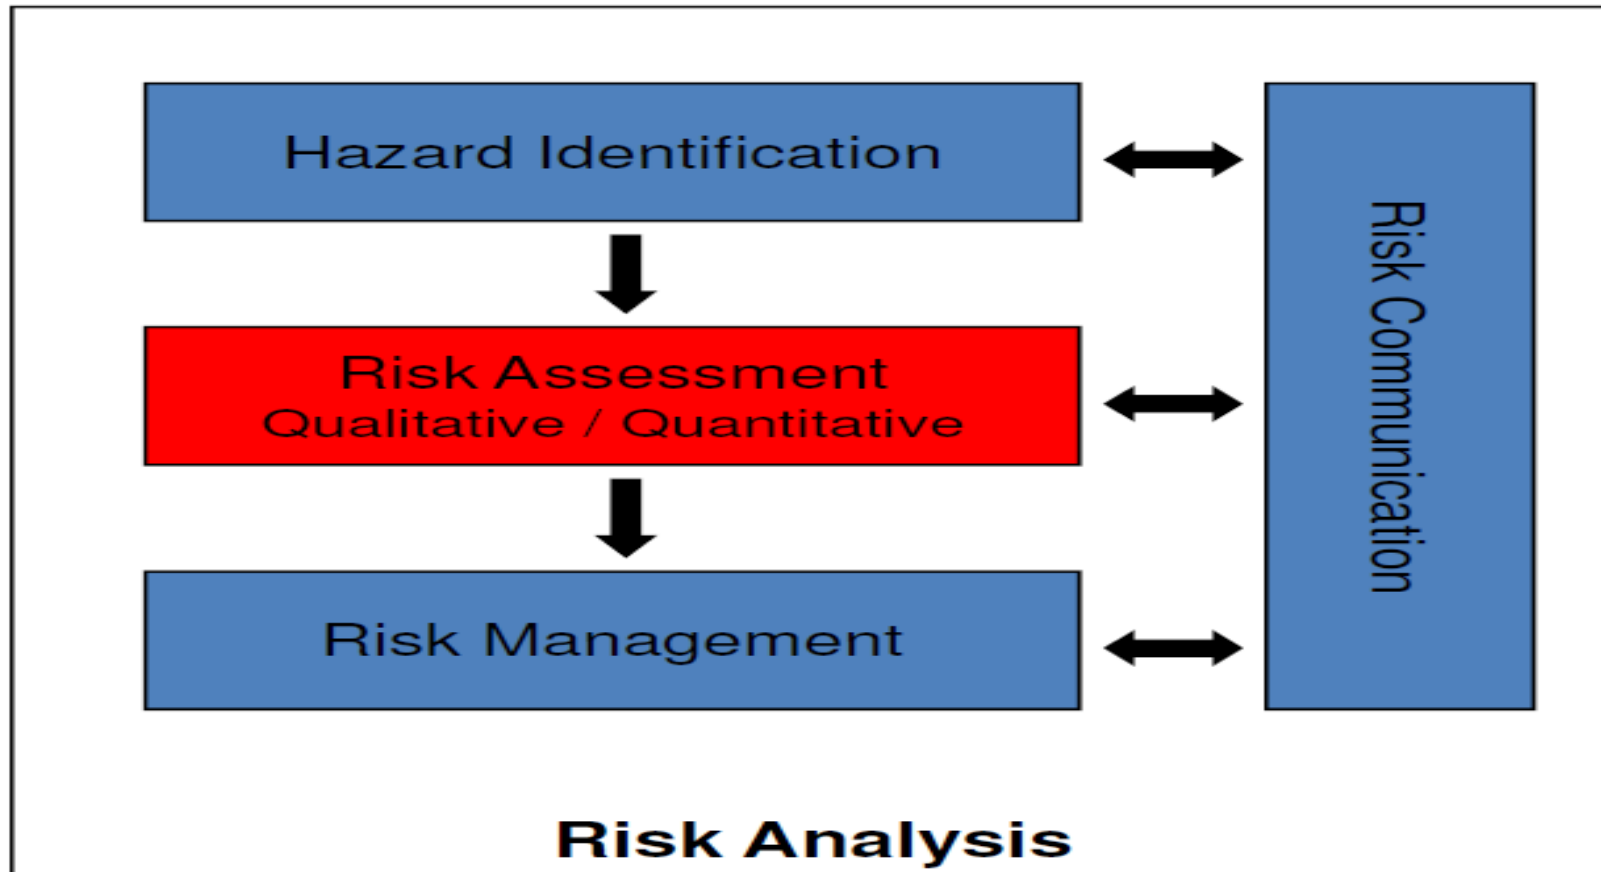 Hazard Identification
Risk Assessment
Qualitative / Quantitative
Risk Management
Risk Communication
Risk Analysis